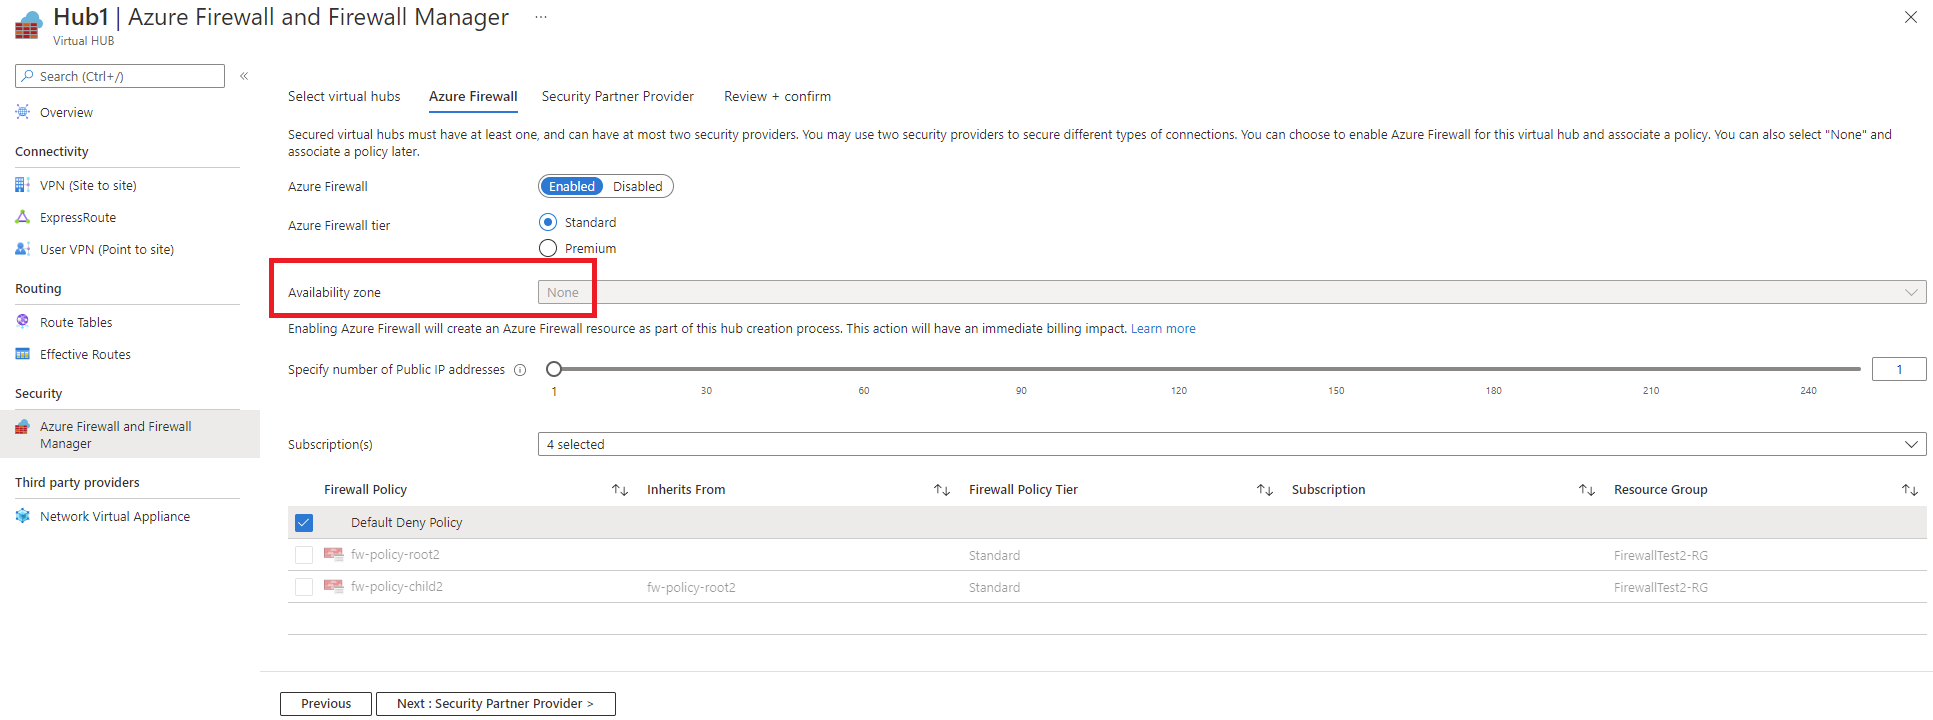 Hub1 | Azure Firewall and Firewall Manager ...
Virtual HUB
Search (Ctrl+/)
«
Overview
Connectivity
VPN (Site to site)
ExpressRoute
User VPN (Point to site)
Routing
Route Tables
Effective Routes
Security
Azure Firewall and Firewall
Manager
Third party providers
Network Virtual Appliance
Select virtual hubs Azure Firewall Security Partner Provider Review + confirm
Secured virtual hubs must have at least one, and can have at most two security providers. You may use two security providers to secure different types of connections. You can choose to enable Azure Firewall for this virtual hub and associate a policy. You can also select "None" and
associate a policy later.
Azure Firewall Enabled Disabled
Azure Firewall tier Standard
Premium
Availability zone None
Enabling Azure Firewall will create an Azure Firewall resource as part of this hub creation process. This action will have an immediate billing impact. Learn more
Specify number of Public IP addresses 1
1 30 60 90 120 150 180 210 240
Subscription(s) 4 selected
Firewall Policy Inherits From Firewall Policy Tier Subscription Resource Group
Default Deny Policy
fw-policy-root2 Standard FirewallTest2-RG
fw-policy-child2 fw-policy-root2 Standard FirewallTest2-RG
Previous Next : Security Partner Provider >